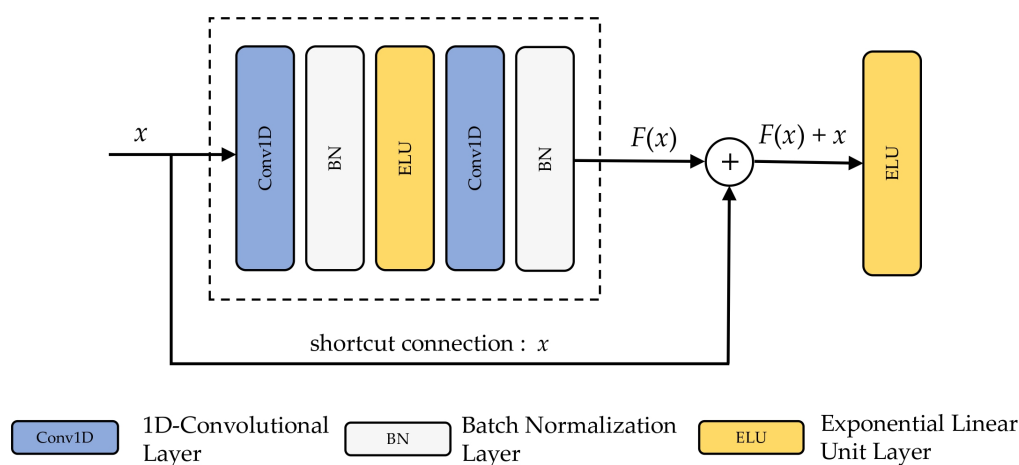 x
Conv1D
BN
ELU
Conv1D
BN
F(x)
+
F(x) + x
ELU
shortcut connection : x
Conv1D
1D-Convolutional
Layer
BN
Batch Normalization
Layer
ELU
Exponential Linear
Unit Layer